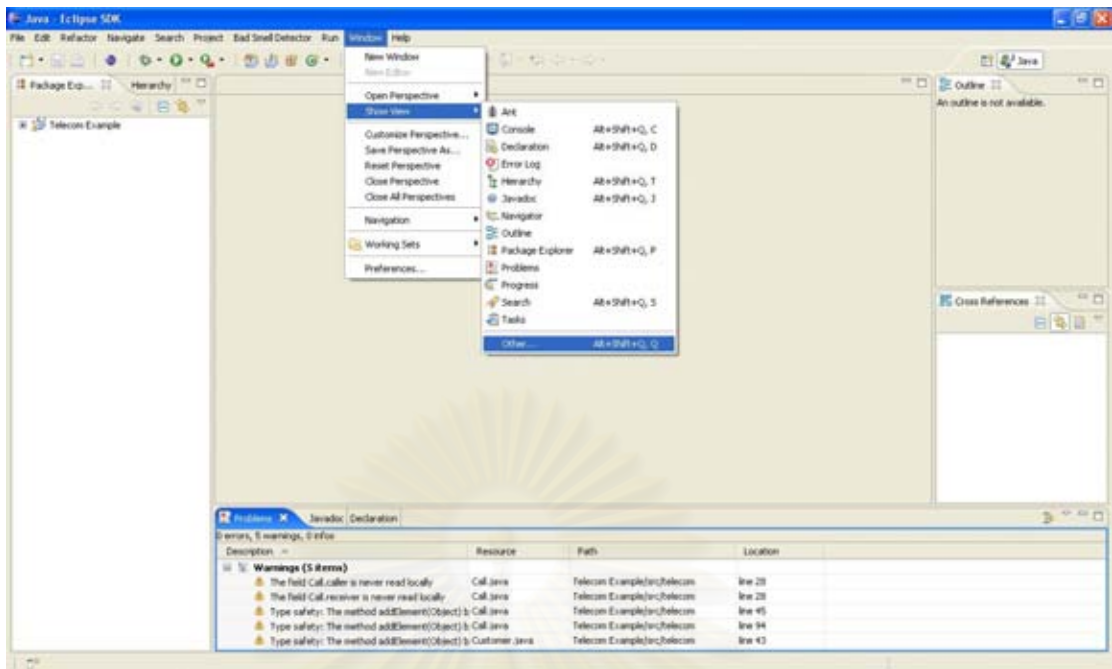 Java - Eclipse SDK
File Edit Refactor Navigate Search Project Bad Smell Detector Run Window Help
Java
Package Exp... Hierarchy
Telecom Example
New Window
New Editor
Open Perspective
Show View
Customize Perspective...
Save Perspective As...
Reset Perspective
Close Perspective
Close All Perspectives
Navigation
Working Sets
Preferences...
Ant
Console Alt+Shift+Q, C
Declaration Alt+Shift+Q, D
Error Log
Hierarchy Alt+Shift+Q, T
Javadoc Alt+Shift+Q, J
Navigator
Outline
Package Explorer Alt+Shift+Q, P
Problems
Progress
Search Alt+Shift+Q, S
Tasks
Other... Alt+Shift+Q, Q
Outline
An outline is not available.
Cross References
Problems Javadoc Declaration
0 errors, 5 warnings, 0 infos
Description Resource Path Location
Warnings (5 items)
The field Call.caller is never read locally Call.java Telecom Example/src/telecom line 28
The field Call.receiver is never read locally Call.java Telecom Example/src/telecom line 28
Type safety: The method addElement(Object) b Call.java Telecom Example/src/telecom line 45
Type safety: The method addElement(Object) b Call.java Telecom Example/src/telecom line 94
Type safety: The method addElement(Object) b Customer.java Telecom Example/src/telecom line 43